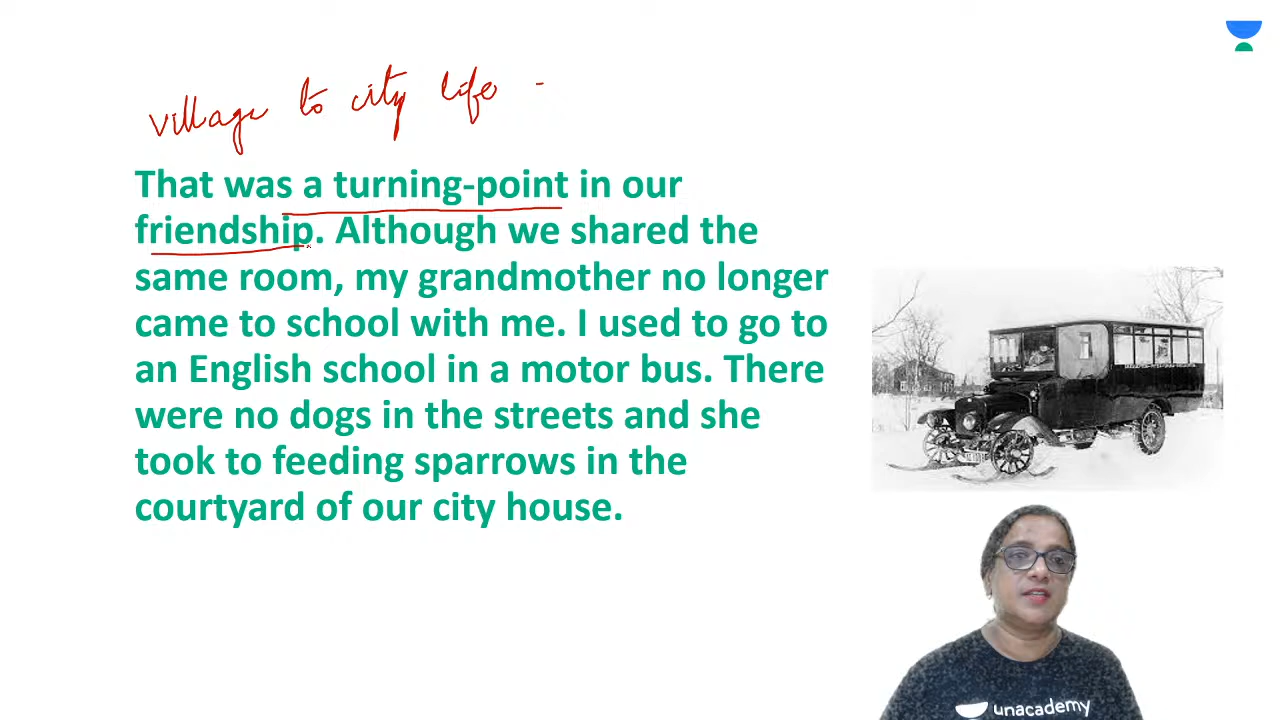 village to city life -
That was a turning-point in our
friendship. Although we shared the
same room, my grandmother no longer
came to school with me. I used to go to
an English school in a motor bus. There
were no dogs in the streets and she
took to feeding sparrows in the
courtyard of our city house.
unacademy